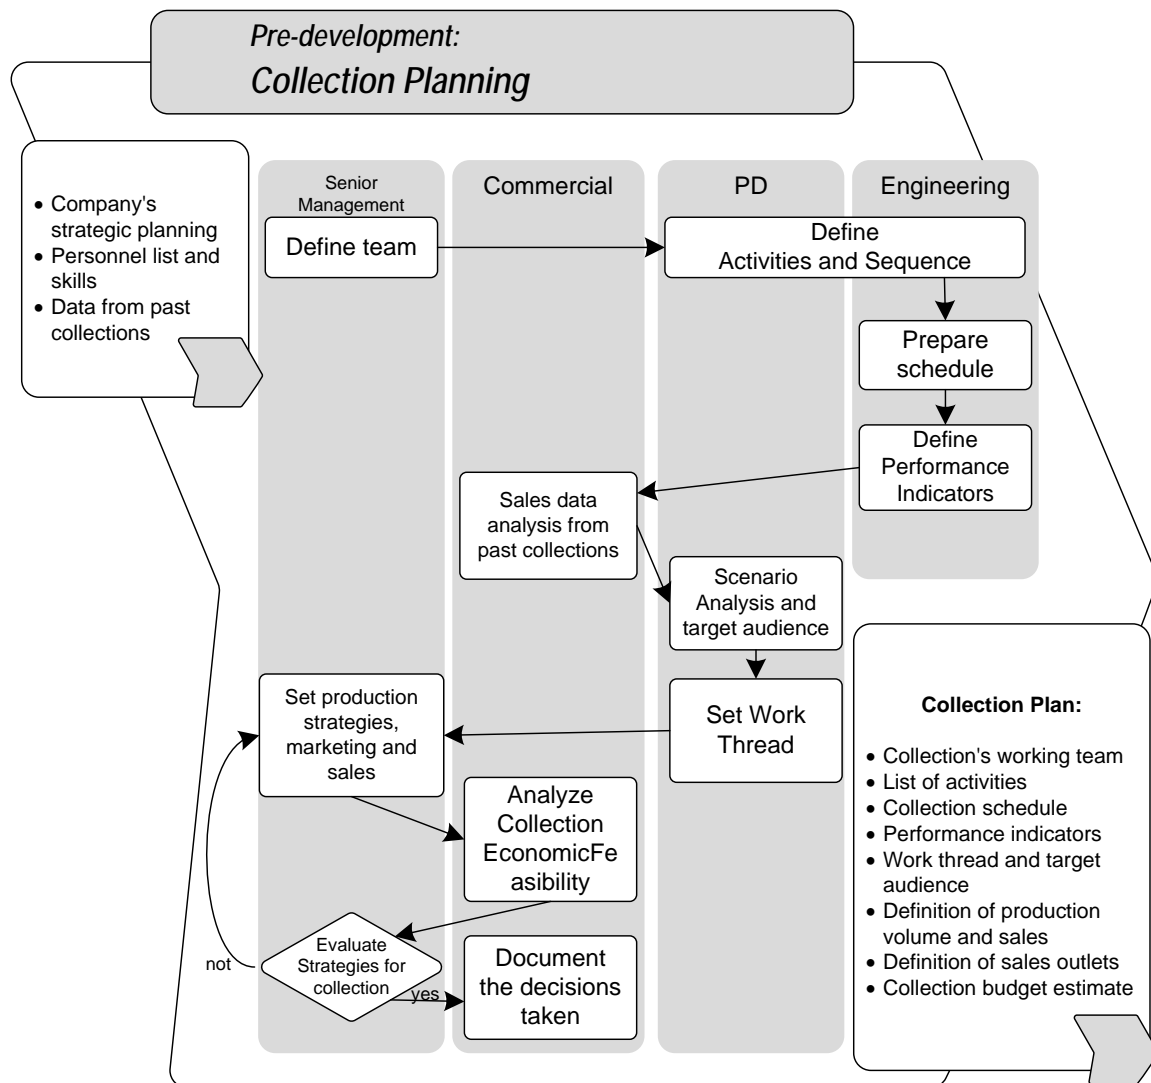 Pre-development:
Collection Planning
• Company's
strategic planning
• Personnel list and
skills
• Data from past
collections
Senior
Management
Commercial
PD
Engineering
Define team
Define
Activities and Sequence
Prepare
schedule
Define
Performance
Indicators
Sales data
analysis from
past collections
Scenario
Analysis and
target audience
Set production
strategies,
marketing and
sales
Set Work
Thread
Analyze
Collection
EconomicFe
asibility
Evaluate
Strategies for
collection
not
yes
Document
the decisions
taken
Collection Plan:
• Collection's working team
• List of activities
• Collection schedule
• Performance indicators
• Work thread and target
audience
• Definition of production
volume and sales
• Definition of sales outlets
• Collection budget estimate